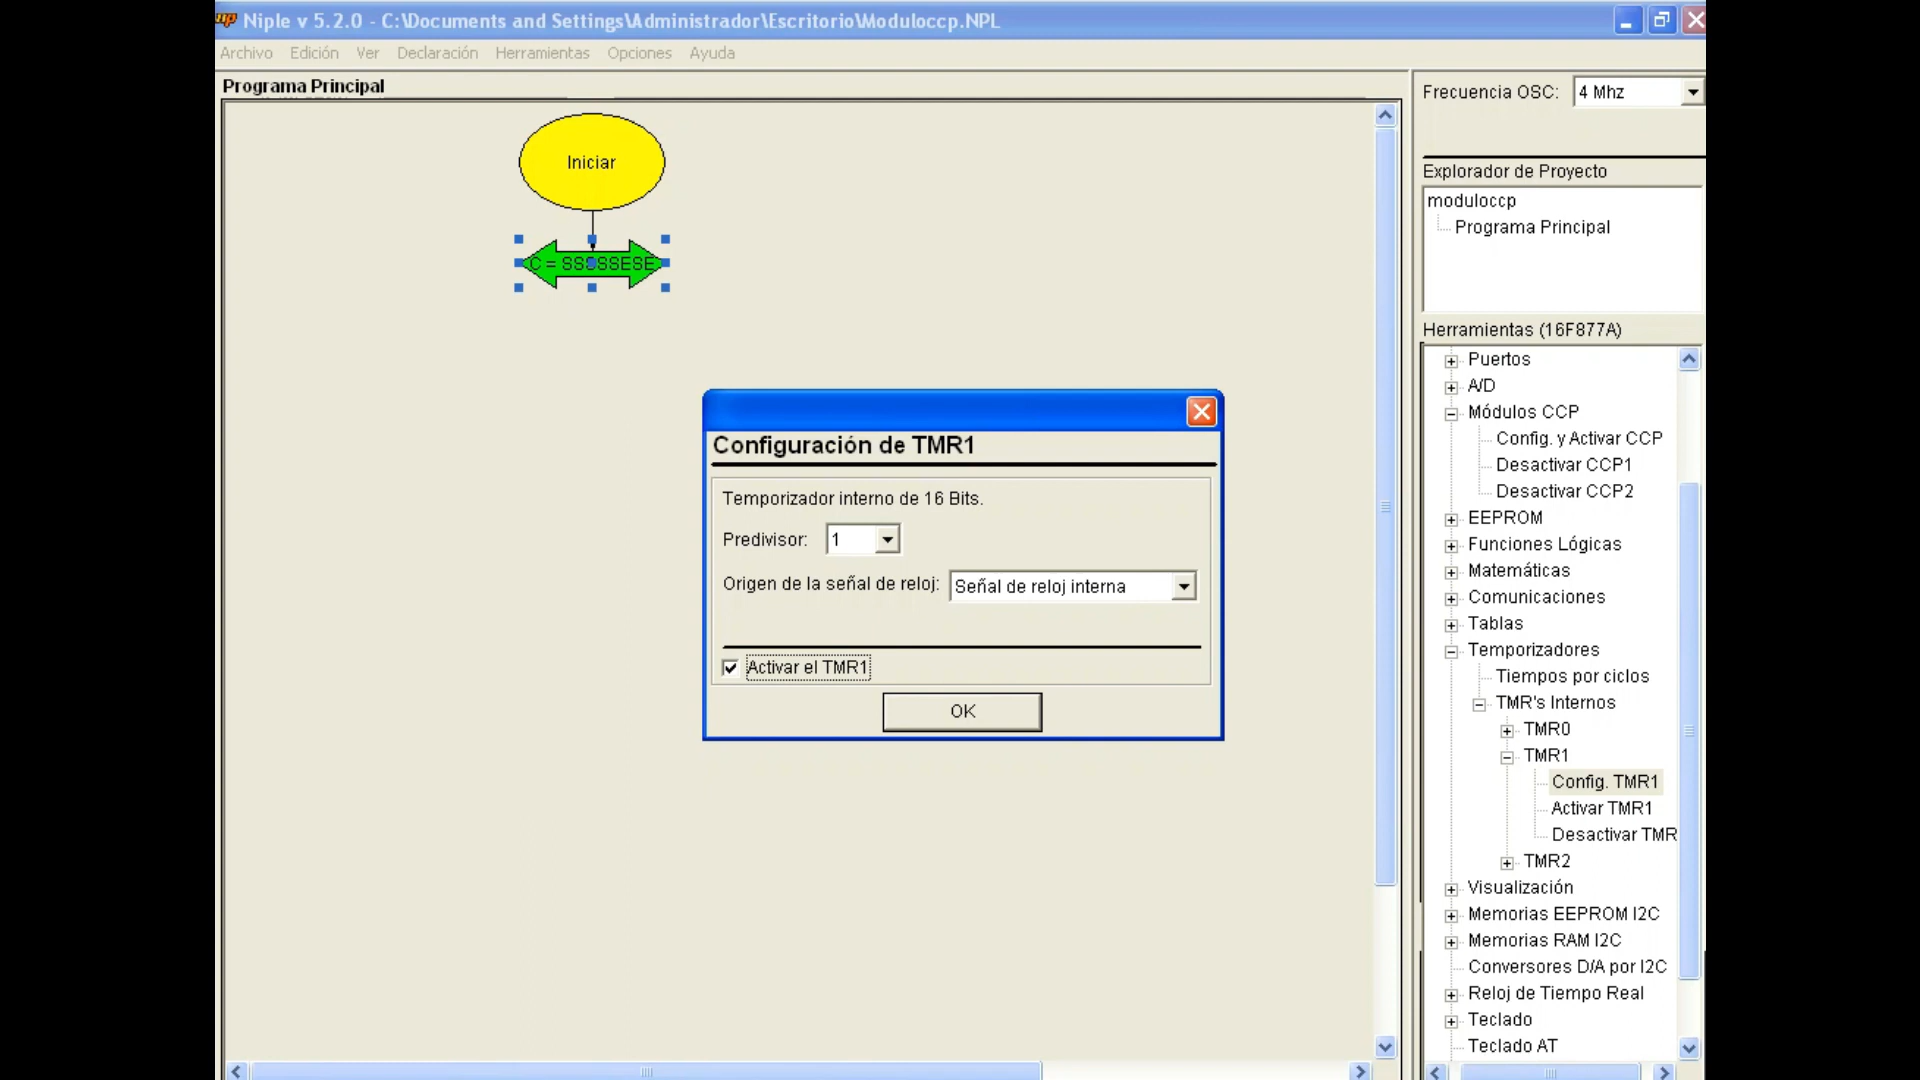 Niple v 5.2.0 - C:\Documents and Settings\Administrador\Escritorio\Moduloccp.NPL
Archivo Edición Ver Declaración Herramientas Opciones Ayuda
Programa Principal
Iniciar
C = SSSSSESE
Configuración de TMR1
Temporizador interno de 16 Bits.
Predivisor: 1
Origen de la señal de reloj: Señal de reloj interna
Activar el TMR1
OK
Frecuencia OSC: 4 Mhz
Explorador de Proyecto
moduloccp
Programa Principal
Herramientas (16F877A)
Puertos
A/D
Módulos CCP
Config. y Activar CCP
Desactivar CCP1
Desactivar CCP2
EEPROM
Funciones Lógicas
Matemáticas
Comunicaciones
Tablas
Temporizadores
Tiempos por ciclos
TMR's Internos
TMR0
TMR1
Config. TMR1
Activar TMR1
Desactivar TMR
TMR2
Visualización
Memorias EEPROM I2C
Memorias RAM I2C
Conversores D/A por I2C
Reloj de Tiempo Real
Teclado
Teclado AT